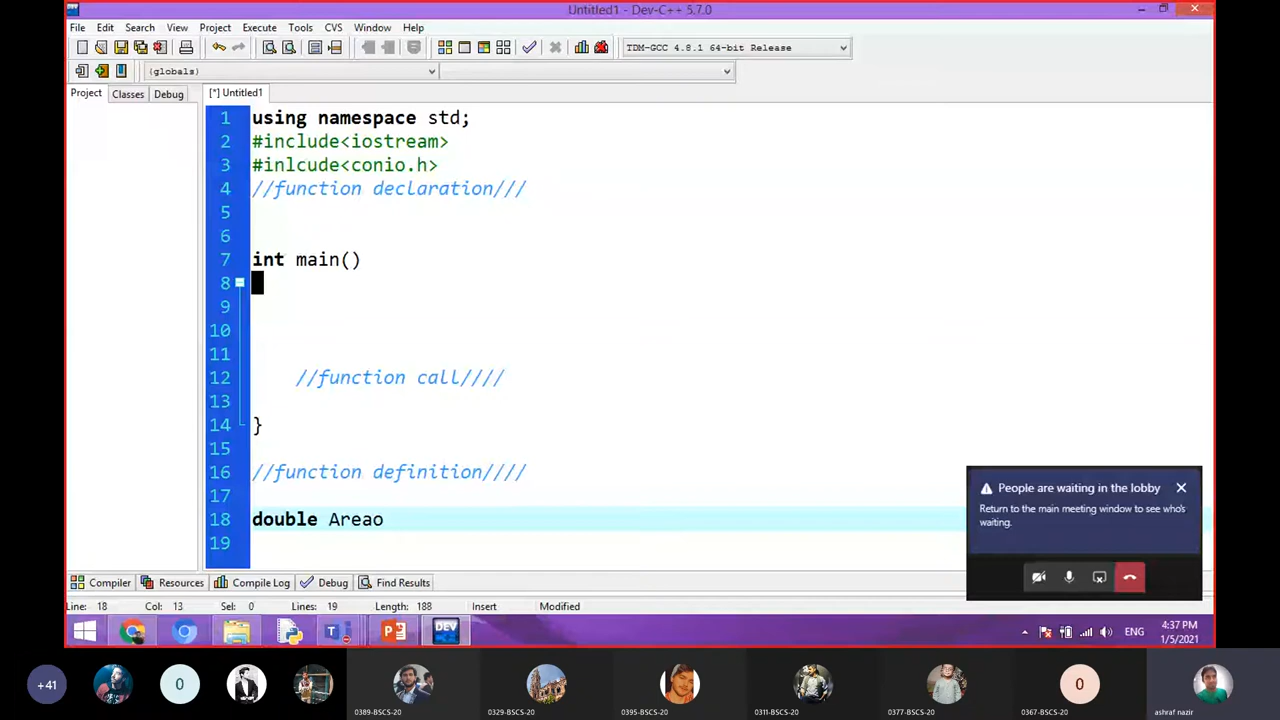 Untitled1 - Dev-C++ 5.7.0
File Edit Search View Project Execute Tools CVS Window Help
TDM-GCC 4.8.1 64-bit Release
(globals)
Project Classes Debug [*] Untitled1
1 using namespace std;
2 #include<iostream>
3 #inlcude<conio.h>
4 //function declaration///
5
6
7 int main()
8
9
10
11
12 //function call////
13
14 }
15
16 //function definition////
17
18 double Areao
19
People are waiting in the lobby
Return to the main meeting window to see who's
waiting.
Compiler Resources Compile Log Debug Find Results
Line: 18 Col: 13 Sel: 0 Lines: 19 Length: 188 Insert Modified
DEV
ENG
4:37 PM
1/5/2021
+41 0 0
0389-BSCS-20 0329-BSCS-20 0395-BSCS-20 0311-BSCS-20 0377-BSCS-20 0367-BSCS-20 ashraf nazir